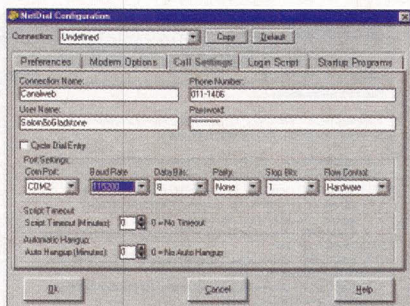 NetDial Configuration
Connection: Undefined Copy Default
Preferences Modem Options Call Settings Login Script Startup Programs
Connection Name: Phone Number:
Canalweb 011-1406
User Name: Password:
SalomSoGladstone ********
Cycle Dial Entry
Port Settings:
Com Port: Baud Rate: Data Bits: Parity: Stop Bits: Flow Control:
COM2 115200 8 None 1 Hardware
Script Timeout
Script Timeout (Minutes): 0 0 = No Timeout
Automatic Hangup:
Auto Hangup (Minutes): 0 0 = No Auto Hangup
Ok Cancel Help